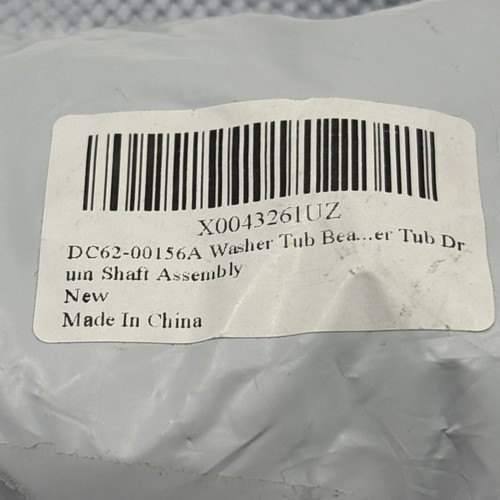 X0043261UZ
DC62-00156A Washer Tub Bea...er Tub Dr
um Shaft Assembly
New
Made In China